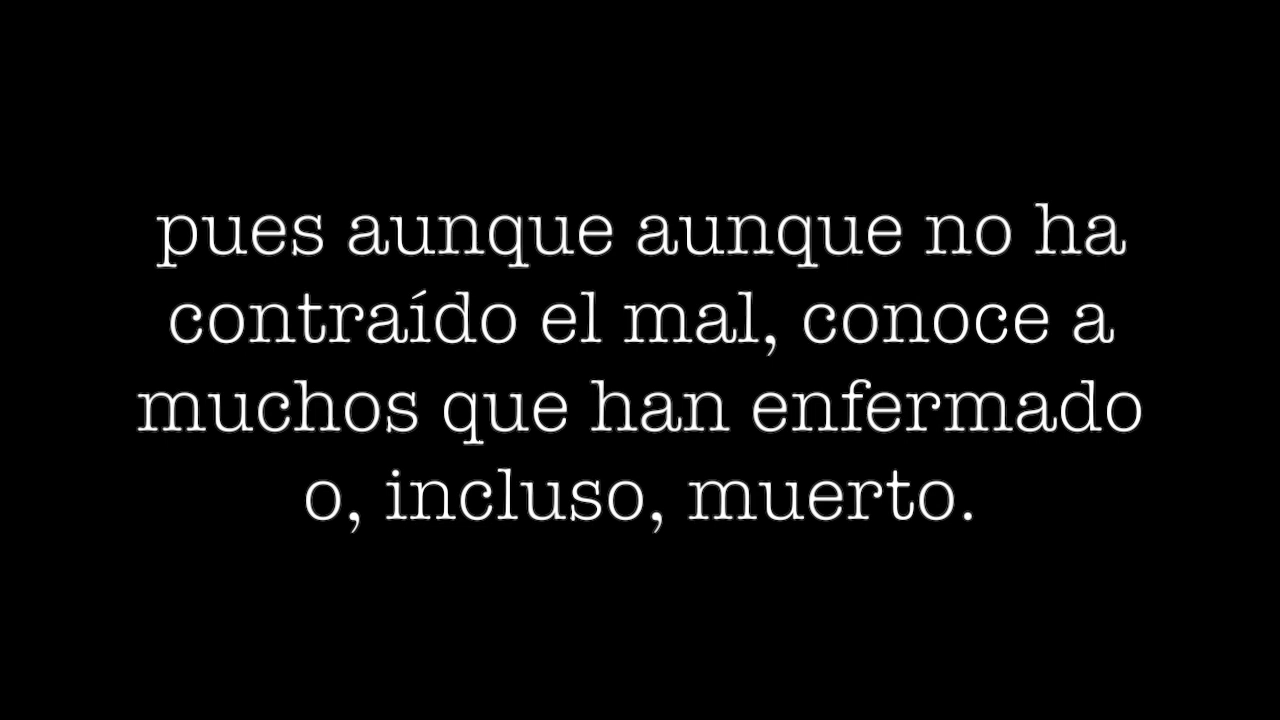 pues aunque aunque no ha
contraído el mal, conoce a
muchos que han enfermado
o, incluso, muerto.